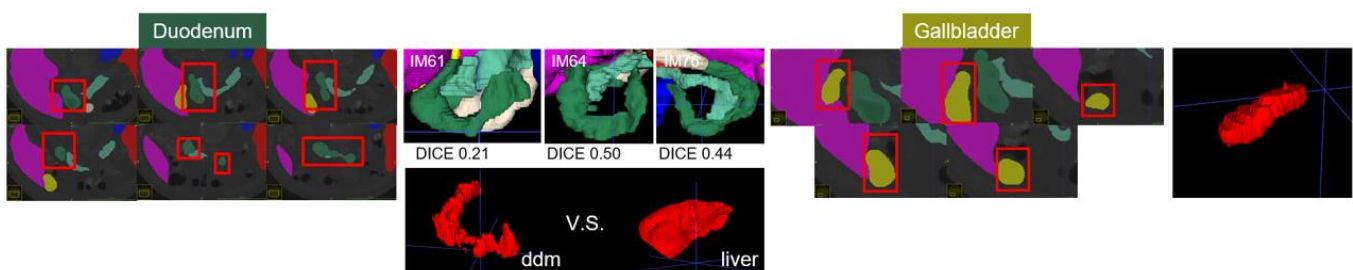 Duodenum
Gallbladder
IM61
IM64
IM76
DICE 0.21
DICE 0.50
DICE 0.44
V.S.
ddm
liver